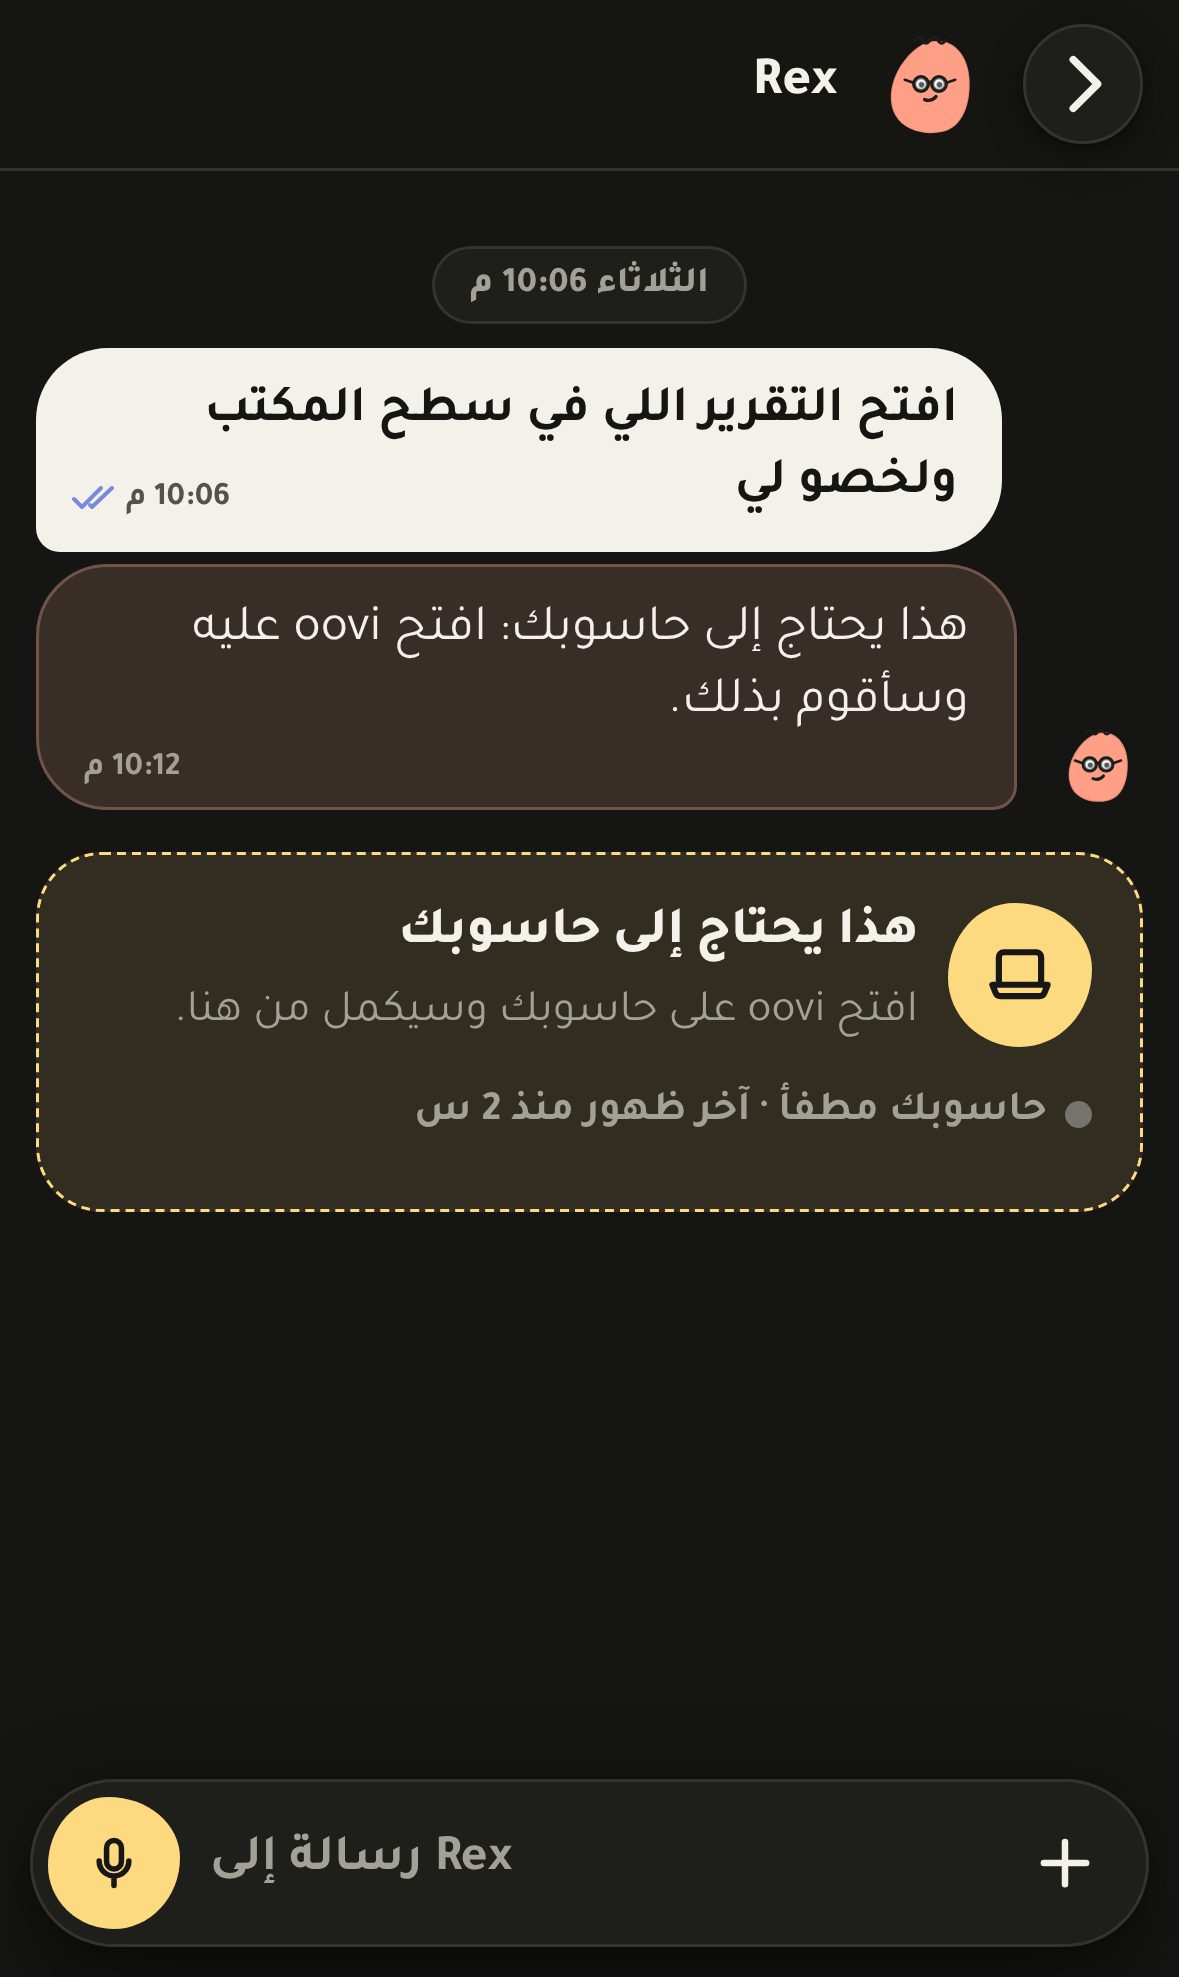 Rex
الثلاثاء 10:06 م
افتح التقرير اللي في سطح المكتب
ولخصو لي
10:06 م
هذا يحتاج إلى حاسوبك: افتح oovi عليه
وسأقوم بذلك.
10:12 م
هذا يحتاج إلى حاسوبك
افتح oovi على حاسوبك وسيكمل من هنا.
حاسوبك مطفأ · آخر ظهور منذ 2 س
رسالة إلى Rex